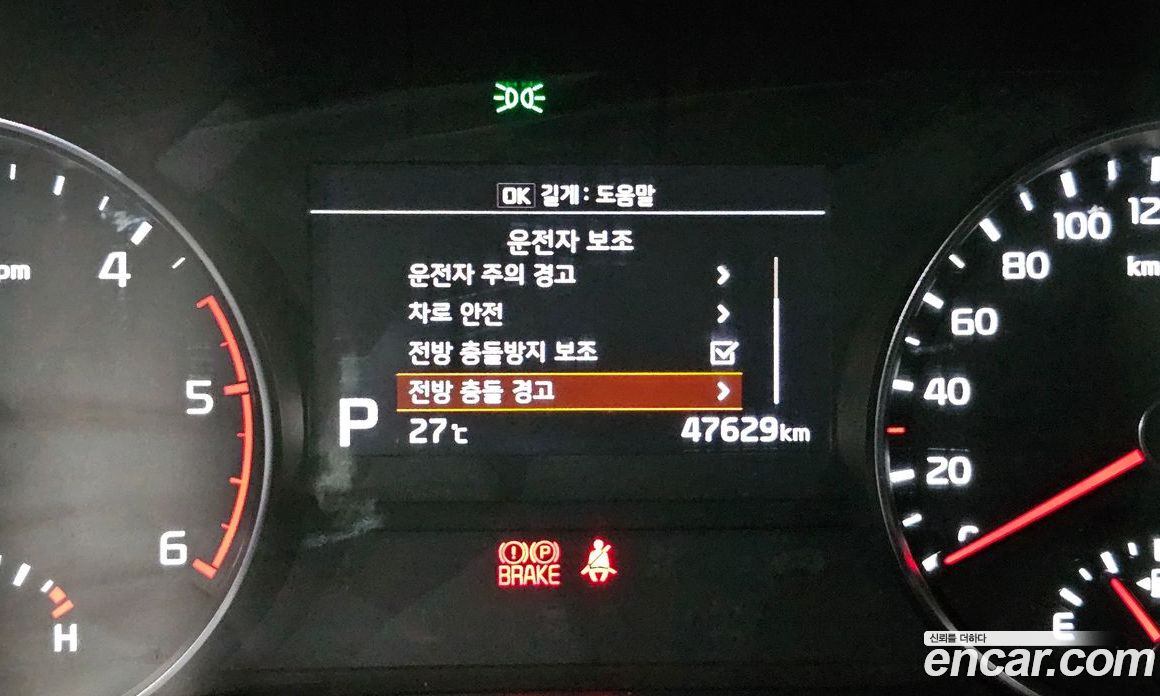 OK 길게 : 도움말
운전자 보조
운전자 주의 경고
차로 안전
전방 충돌방지 보조
전방 충돌 경고
P
27℃
47629km
4
5
6
H
BRAKE
20
40
60
80
100
E
신뢰를 더하다
encar.com